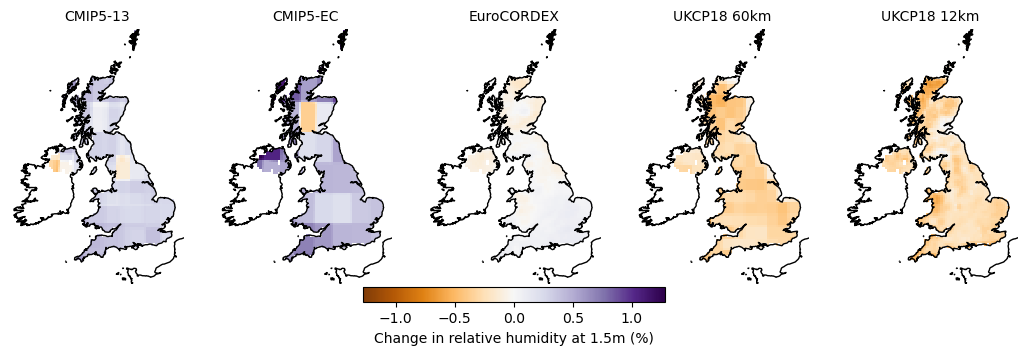 CMIP5-13 CMIP5-EC EuroCORDEX UKCP18 60km UKCP18 12km
−1.0 −0.5 0.0 0.5 1.0
Change in relative humidity at 1.5m (%)